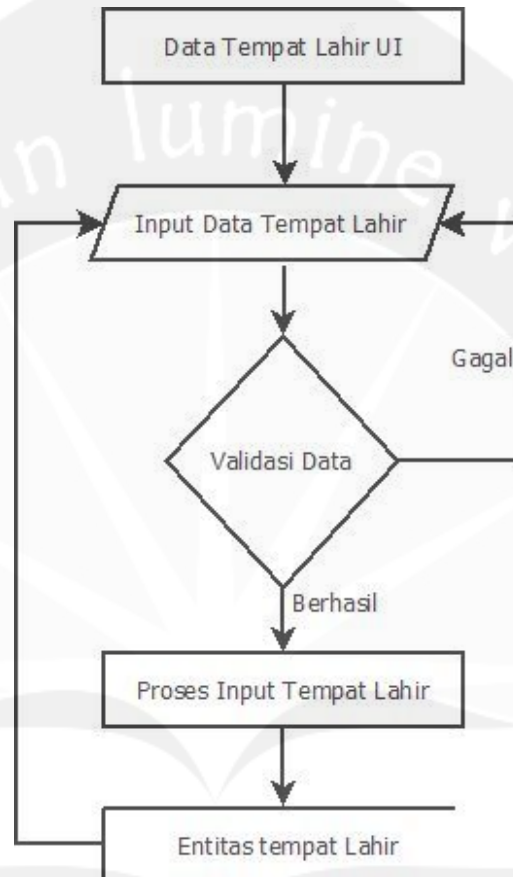 Data Tempat Lahir UI
n lumine v
Input Data Tempat Lahir
Gagal
Validasi Data
Berhasil
Proses Input Tempat Lahir
Entitas tempat Lahir